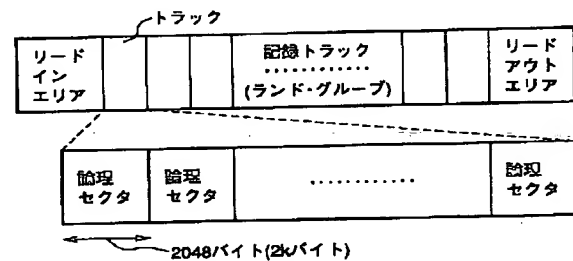 トラック
リード
イン
エリア
記録トラック
…………
(ランド・グルーブ)
リード
アウト
エリア
論理
セクタ
論理
セクタ
…………
論理
セクタ
2048バイト(2kバイト)